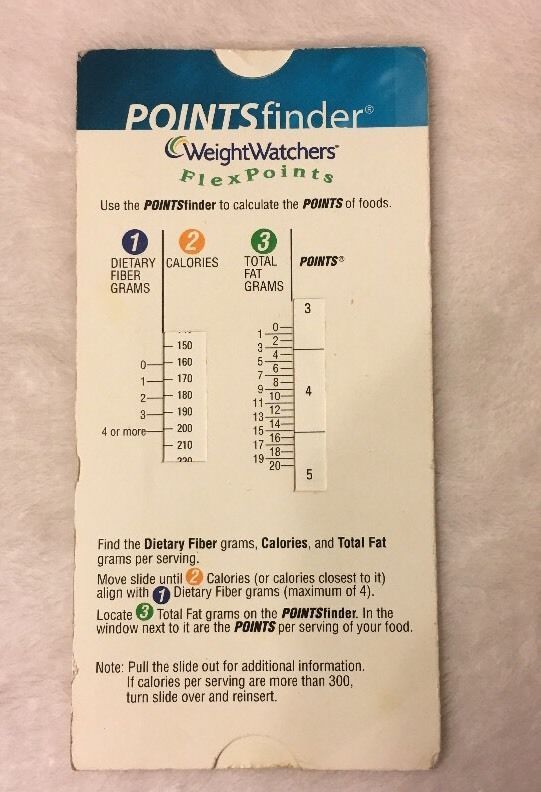 POINTSfinder®
WeightWatchers®
FlexPoints
Use the POINTSfinder to calculate the POINTS of foods.
1 2 3
DIETARY CALORIES TOTAL POINTS®
FIBER FAT
GRAMS GRAMS
3
0
1
150 2
3
0 160 4
5
6
1 170 7
8
2 180 9 4
10
11
3 190 12
13
4 or more 200 14
15
16
210 17
18
220 19
20 5
Find the Dietary Fiber grams, Calories, and Total Fat
grams per serving.
Move slide until 2 Calories (or calories closest to it)
align with 1 Dietary Fiber grams (maximum of 4).
Locate 3 Total Fat grams on the POINTSfinder. In the
window next to it are the POINTS per serving of your food.
Note: Pull the slide out for additional information.
If calories per serving are more than 300,
turn slide over and reinsert.